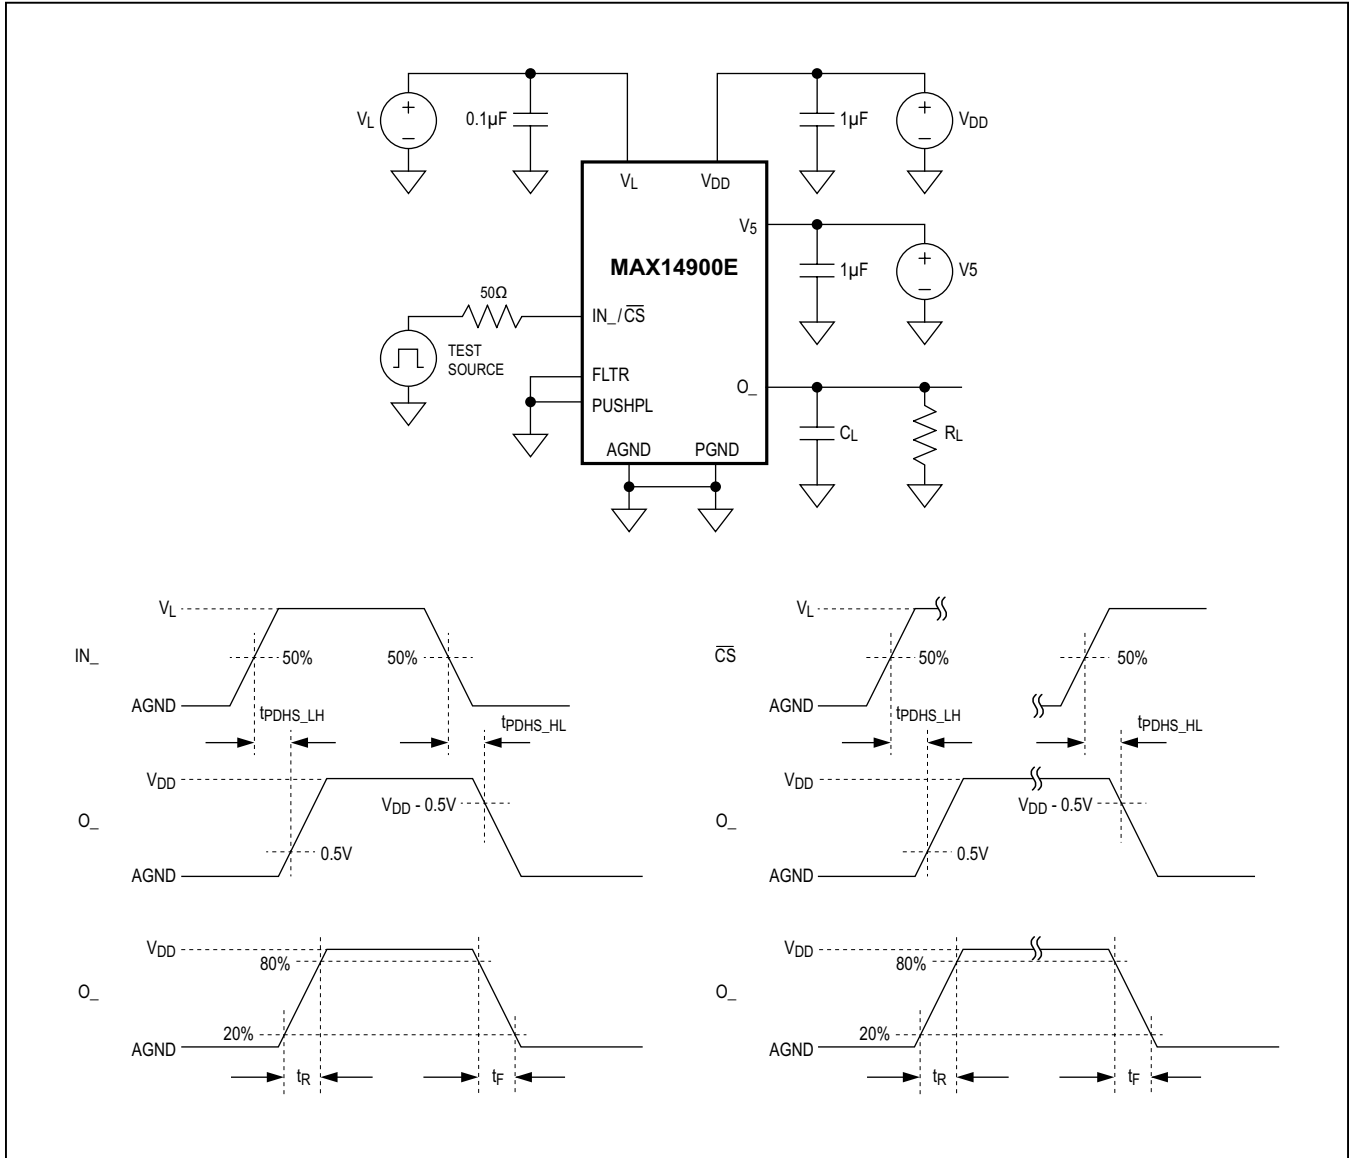 VL
0.1µF
1µF
VDD
VL
VDD
V5
MAX14900E
1µF
V5
50Ω
IN_/CS
TEST
SOURCE
FLTR
O_
PUSHPL
CL
RL
AGND
PGND
VL
IN_
50%
50%
AGND
tPDHS_LH
tPDHS_HL
VDD
VDD - 0.5V
O_
0.5V
AGND
VDD
80%
O_
20%
AGND
tR
tF
VL
CS
50%
50%
AGND
tPDHS_LH
tPDHS_HL
VDD
VDD - 0.5V
O_
0.5V
AGND
VDD
80%
O_
20%
AGND
tR
tF